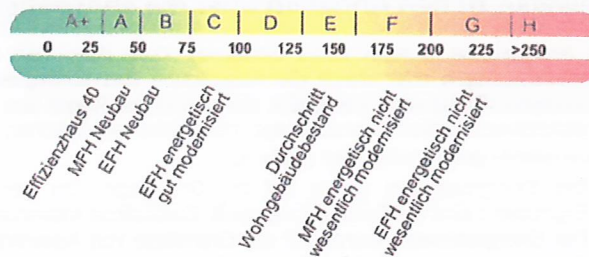 A+ | A | B | C | D | E | F | G | H
0 25 50 75 100 125 150 175 200 225 >250
Effizienzhaus 40
MFH Neubau
EFH Neubau
EFH energetisch
gut modernisiert
Durchschnitt
Wohngebäudebestand
MFH energetisch nicht
wesentlich modernisiert
EFH energetisch nicht
wesentlich modernisiert